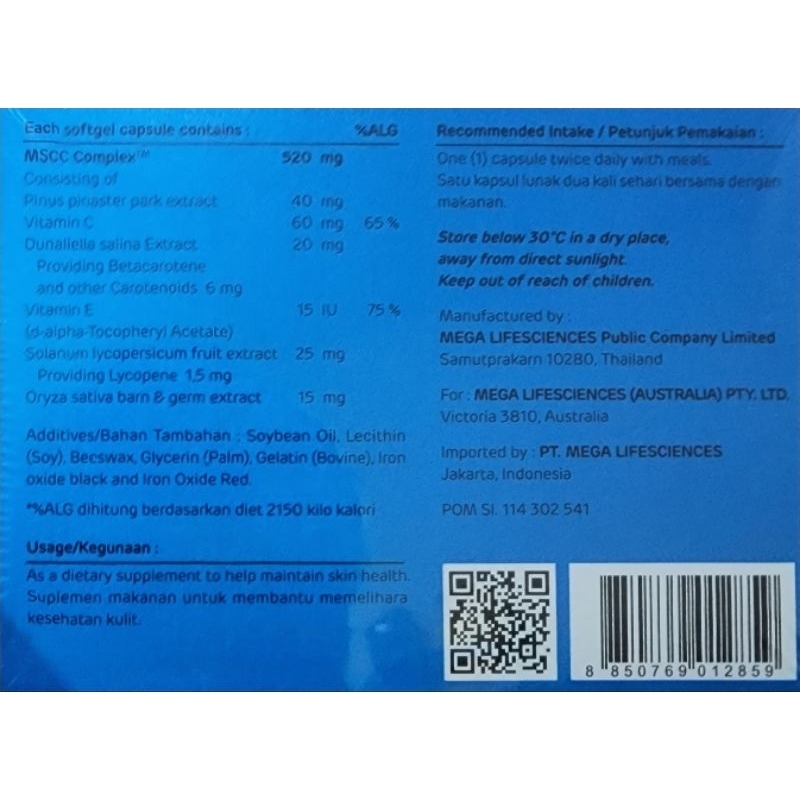 Each softgel capsule contains : %ALG
MSCC Complex™ 520 mg
Consisting of
Pinus pinaster park extract 40 mg
Vitamin C 60 mg 65 %
Dunaliella salina Extract 20 mg
Providing Betacarotene
and other Carotenoids 6 mg
Vitamin E 15 IU 75 %
(d-alpha-Tocopheryl Acetate)
Solanum lycopersicum fruit extract 25 mg
Providing Lycopene 1,5 mg
Oryza sativa barn & germ extract 15 mg
Additives/Bahan Tambahan : Soybean Oil, Lecithin
(Soy), Beeswax, Glycerin (Palm), Gelatin (Bovine), Iron
oxide black and Iron Oxide Red.
*%ALG dihitung berdasarkan diet 2150 kilo kalori
Usage/Kegunaan :
As a dietary supplement to help maintain skin health.
Suplemen makanan untuk membantu memelihara
kesehatan kulit.
Recommended Intake / Petunjuk Pemakaian :
One (1) capsule twice daily with meals.
Satu kapsul lunak dua kali sehari bersama dengan
makanan.
Store below 30°C in a dry place,
away from direct sunlight.
Keep out of reach of children.
Manufactured by :
MEGA LIFESCIENCES Public Company Limited
Samutprakarn 10280, Thailand
For : MEGA LIFESCIENCES (AUSTRALIA) PTY. LTD.
Victoria 3810, Australia
Imported by : PT. MEGA LIFESCIENCES
Jakarta, Indonesia
POM SI. 114 302 541
8 850769 012859